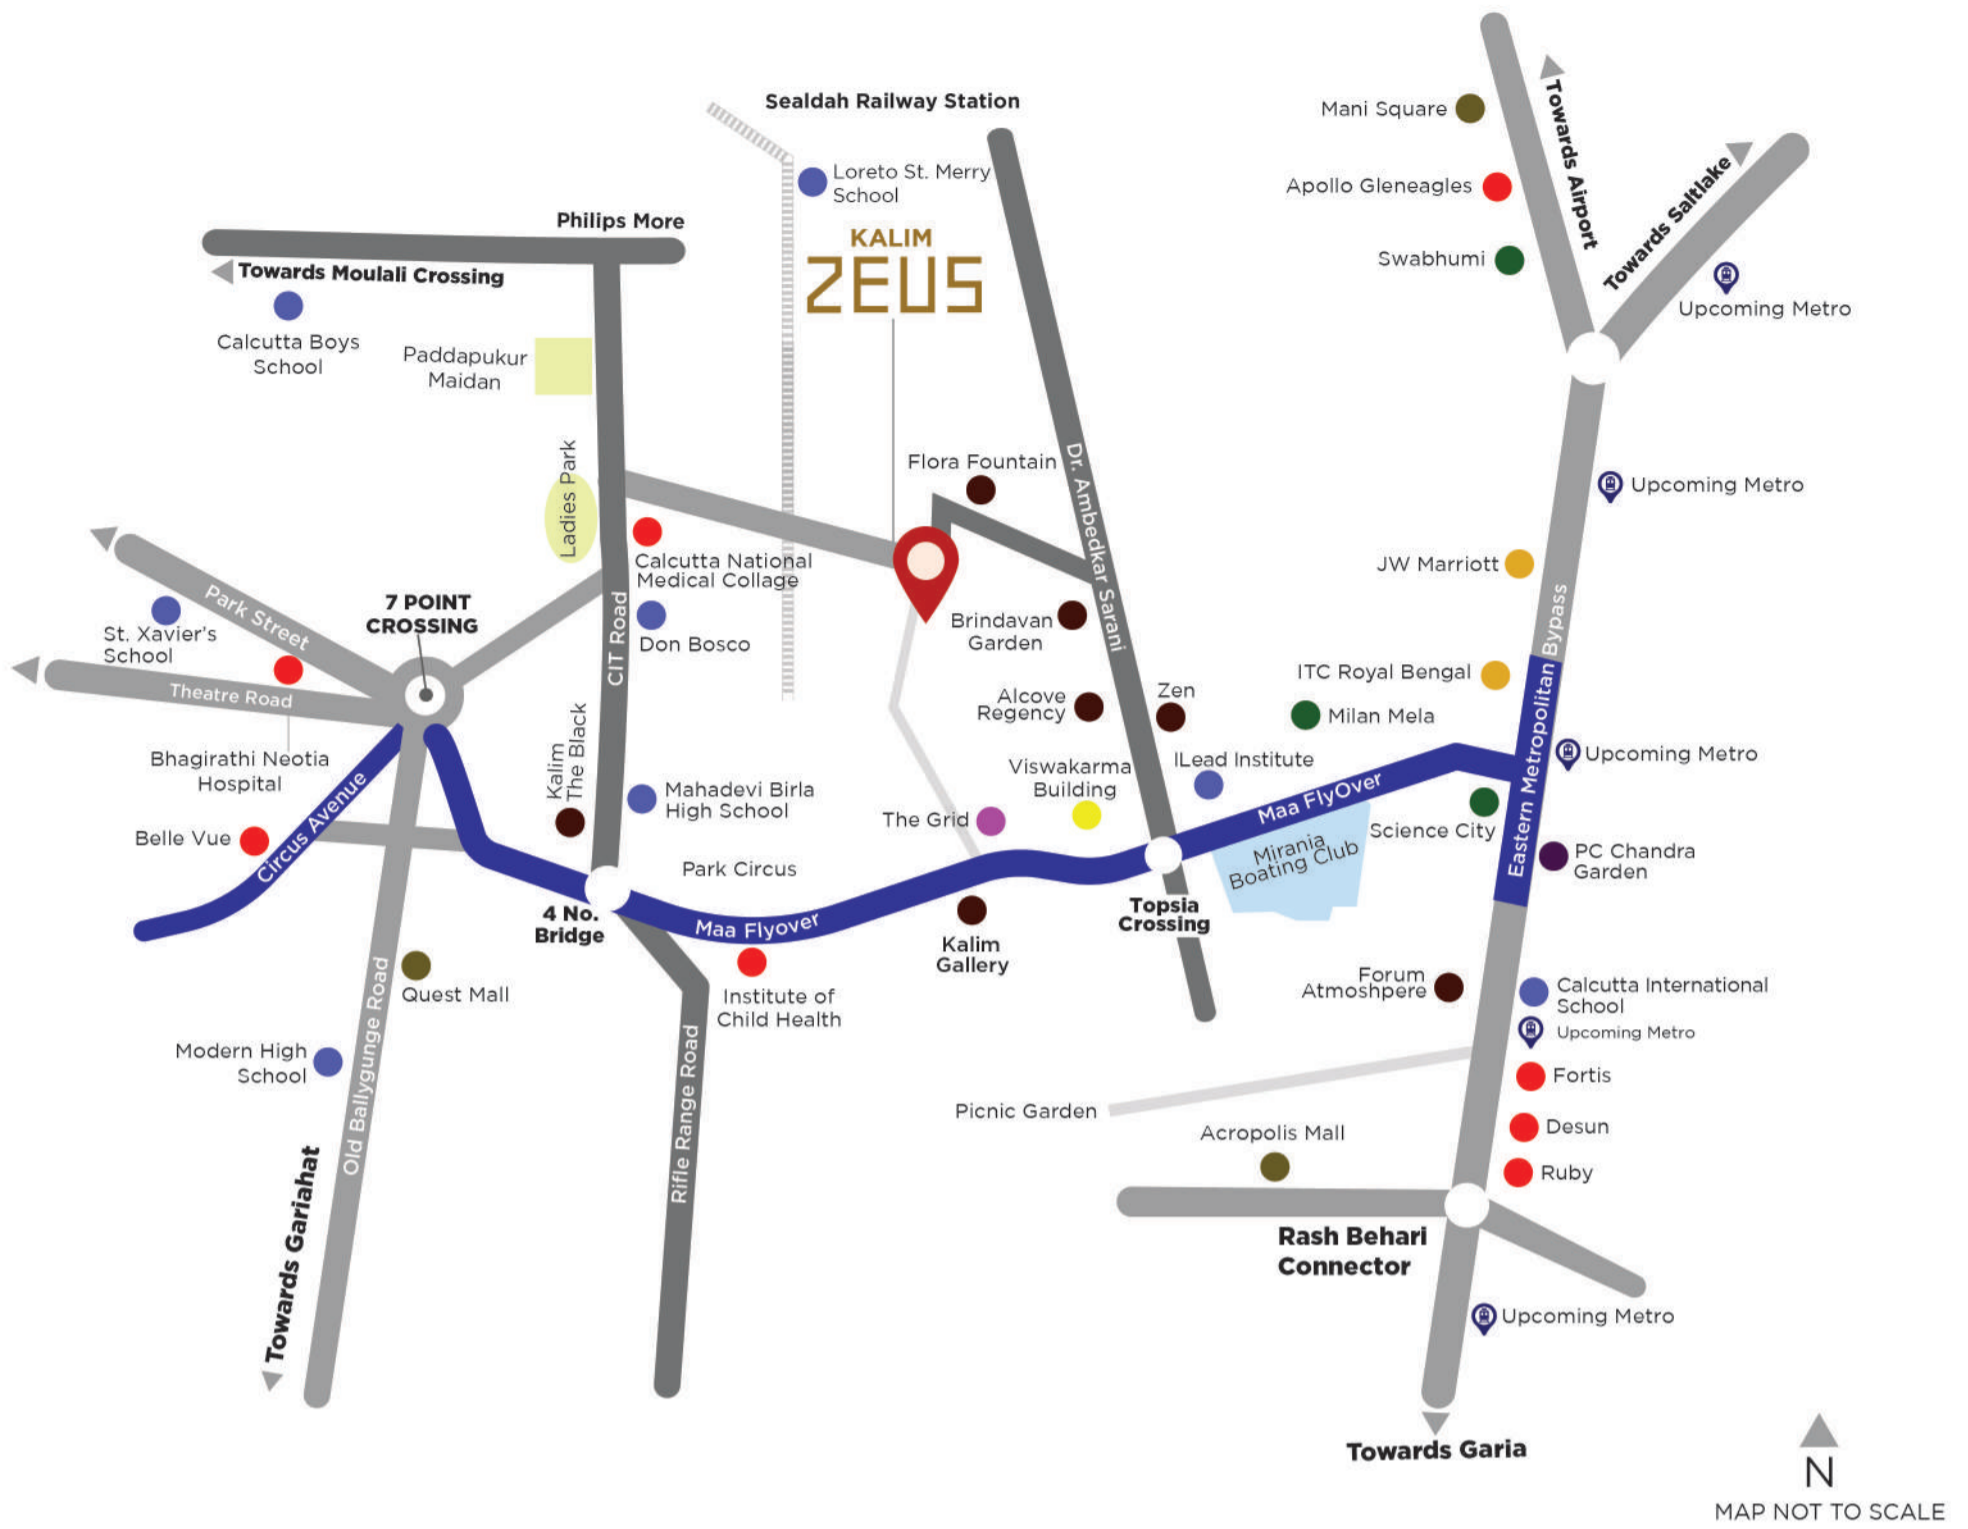 Sealdah Railway Station
Loreto St. Merry
School
KALIM
ZEUS
Philips More
Towards Moulali Crossing
Calcutta Boys
School
Paddapukur
Maidan
Ladies Park
Calcutta National
Medical Collage
Don Bosco
CIT Road
7 POINT
CROSSING
Park Street
St. Xavier's
School
Theatre Road
Bhagirathi Neotia
Hospital
Belle Vue
Circus Avenue
Kalim
The Black
Mahadevi Birla
High School
Park Circus
4 No.
Bridge
Maa Flyover
Quest Mall
Modern High
School
Old Ballygunge Road
Towards Gariahat
Institute of
Child Health
Rifle Range Road
Flora Fountain
Dr. Ambedkar Sarani
Brindavan
Garden
Alcove
Regency
Zen
Viswakarma
Building
ILead Institute
The Grid
Kalim
Gallery
Topsia
Crossing
Maa FlyOver
Mirania
Boating Club
Mani Square
Apollo Gleneagles
Swabhumi
Towards Airport
Towards Saltlake
Upcoming Metro
Upcoming Metro
JW Marriott
ITC Royal Bengal
Milan Mela
Eastern Metropolitan Bypass
Upcoming Metro
Science City
PC Chandra
Garden
Forum
Atmoshpere
Calcutta International
School
Upcoming Metro
Fortis
Desun
Ruby
Picnic Garden
Acropolis Mall
Rash Behari
Connector
Upcoming Metro
Towards Garia
N
MAP NOT TO SCALE